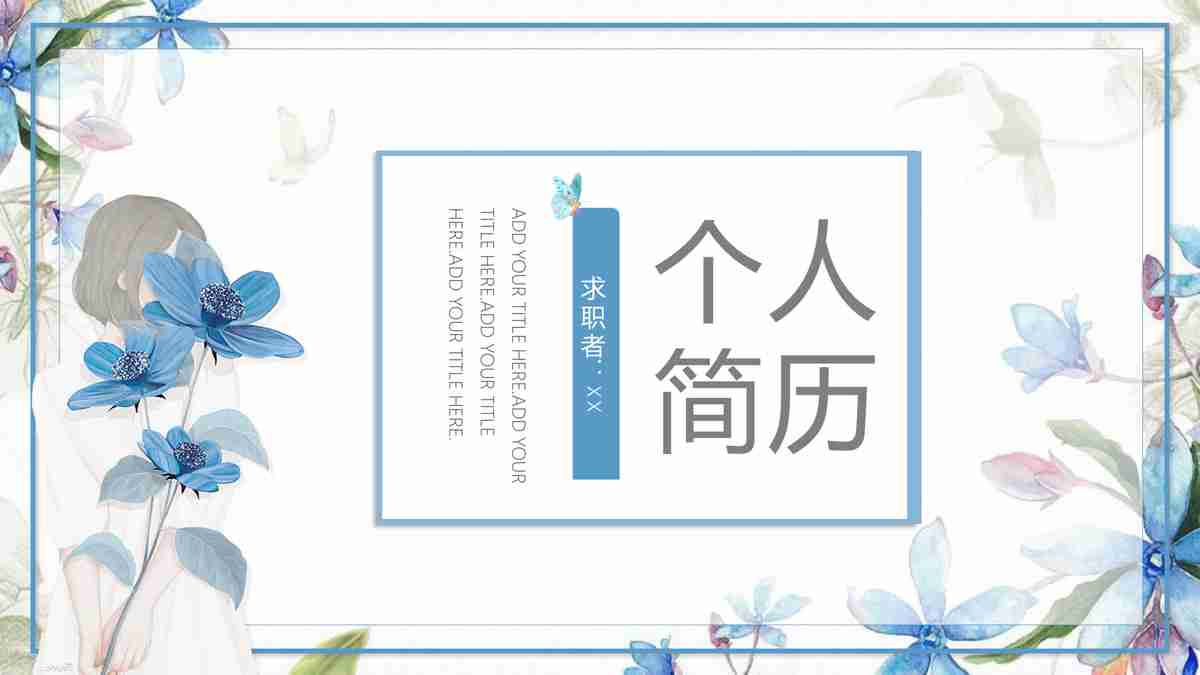 个人
简历
求职者：XX
ADD YOUR TITLE HERE.ADD YOUR
TITLE HERE.ADD YOUR TITLE
HERE.ADD YOUR TITLE HERE.